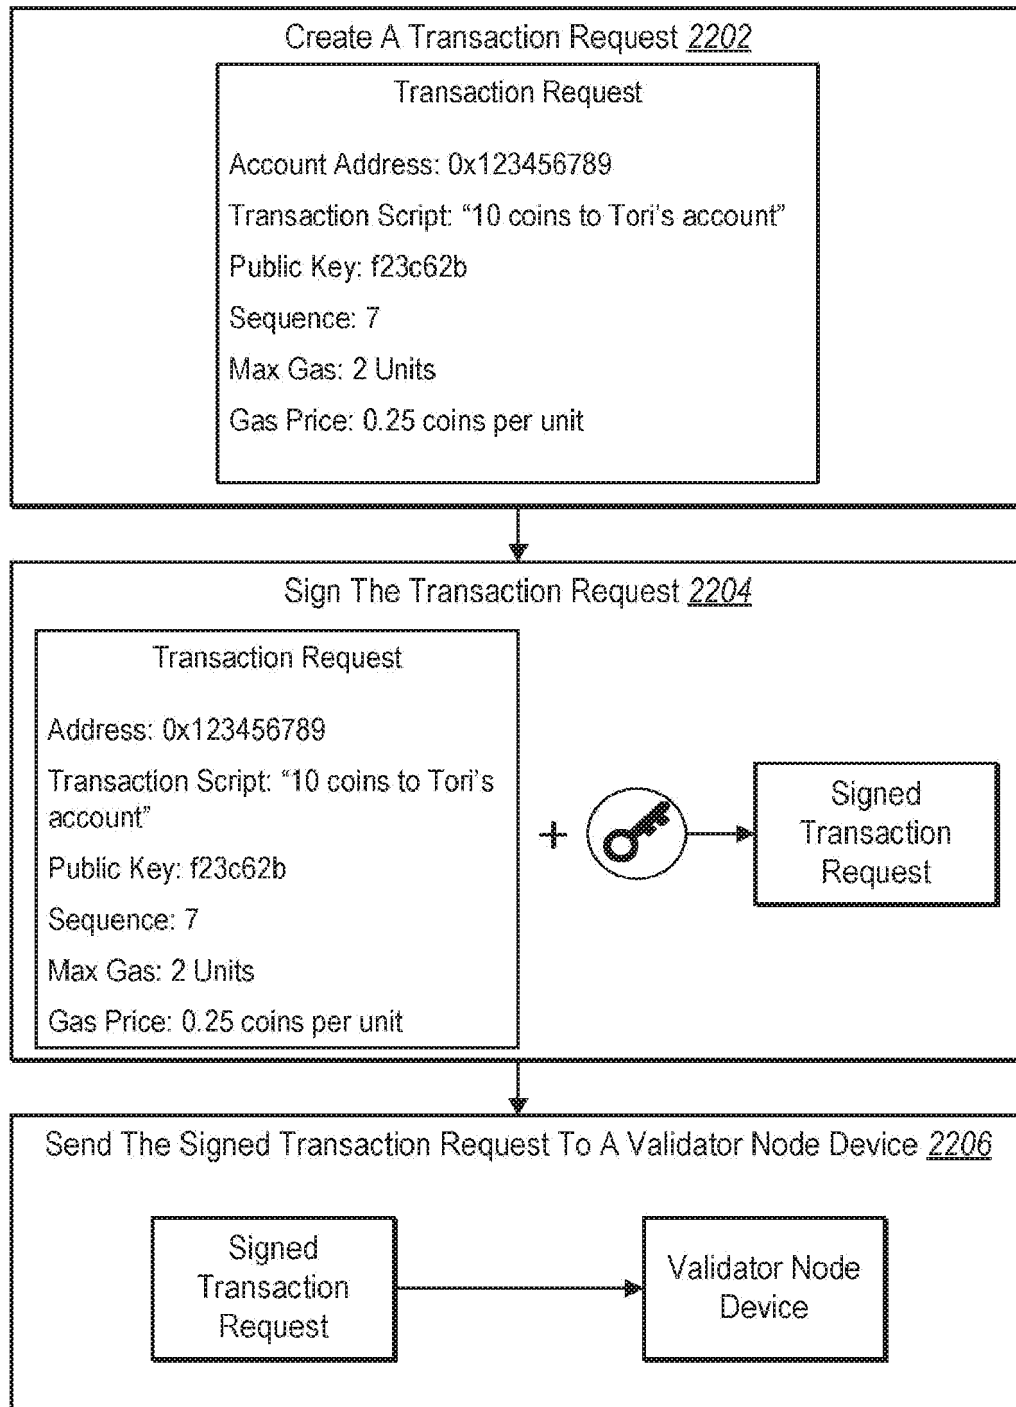 Create A Transaction Request 2202
Transaction Request
Account Address: 0x123456789
Transaction Script: “10 coins to Tori’s account”
Public Key: f23c62b
Sequence: 7
Max Gas: 2 Units
Gas Price: 0.25 coins per unit
Sign The Transaction Request 2204
Transaction Request
Address: 0x123456789
Transaction Script: “10 coins to Tori’s
account”
Public Key: f23c62b
Sequence: 7
Max Gas: 2 Units
Gas Price: 0.25 coins per unit
+
Signed
Transaction
Request
Send The Signed Transaction Request To A Validator Node Device 2206
Signed
Transaction
Request
Validator Node
Device